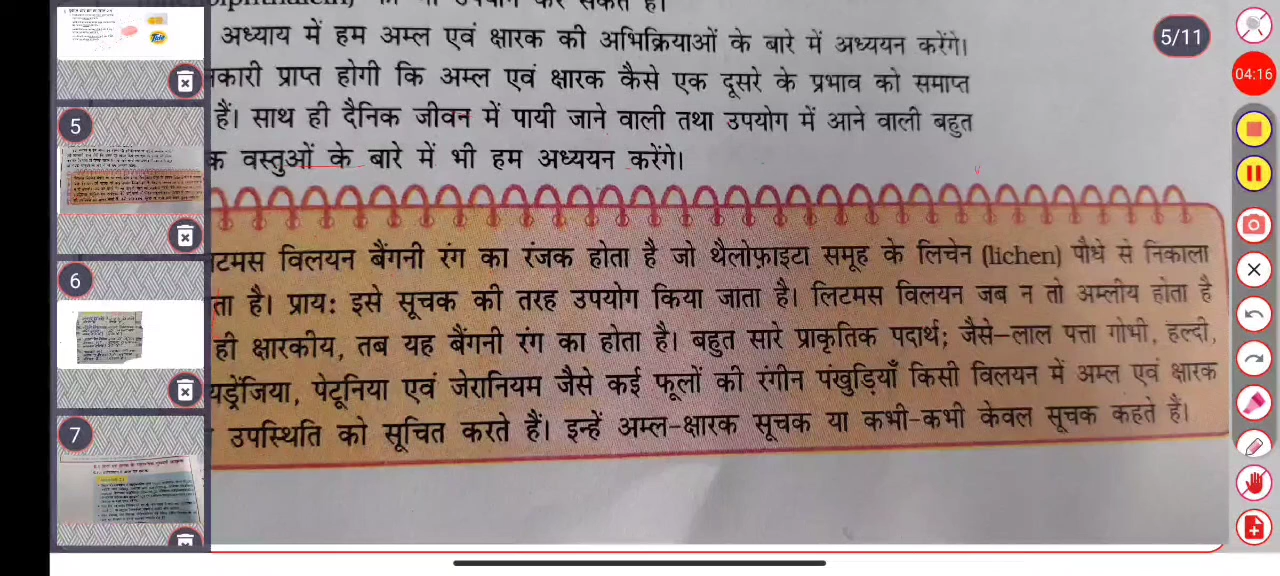 अध्याय में हम अम्ल एवं क्षारक की अभिक्रियाओं के बारे में अध्ययन करेंगे।
नकारी प्राप्त होगी कि अम्ल एवं क्षारक कैसे एक दूसरे के प्रभाव को समाप्त
हैं। साथ ही दैनिक जीवन में पायी जाने वाली तथा उपयोग में आने वाली बहुत
क वस्तुओं के बारे में भी हम अध्ययन करेंगे।
टमस विलयन बैंगनी रंग का रंजक होता है जो थैलोफ़ाइटा समूह के लिचेन (lichen) पौधे से निकाला
ता है। प्राय: इसे सूचक की तरह उपयोग किया जाता है। लिटमस विलयन जब न तो अम्लीय होता है
ही क्षारकीय, तब यह बैंगनी रंग का होता है। बहुत सारे प्राकृतिक पदार्थ; जैसे–लाल पत्ता गोभी, हल्दी,
यड्रेंजिया, पेटूनिया एवं जेरानियम जैसे कई फूलों की रंगीन पंखुड़ियाँ किसी विलयन में अम्ल एवं क्षारक
उपस्थिति को सूचित करते हैं। इन्हें अम्ल–क्षारक सूचक या कभी–कभी केवल सूचक कहते हैं।
5/11
04:16
5
6
7
Tide